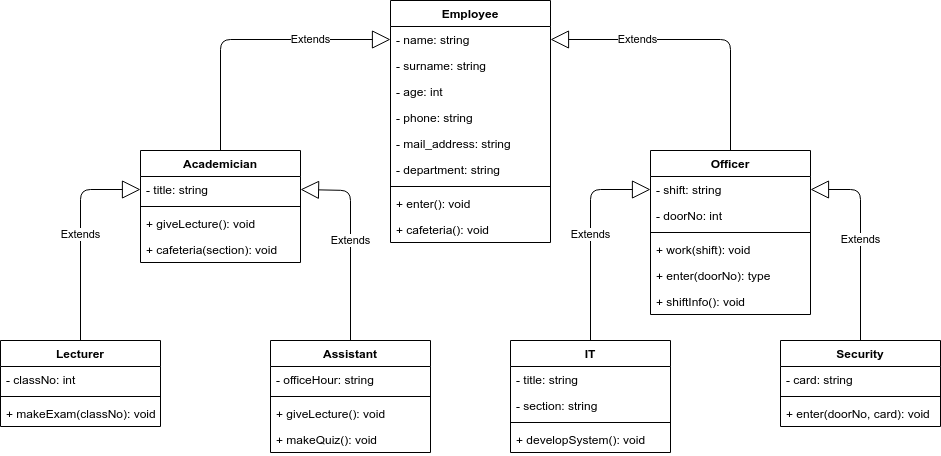 Employee
- name: string
- surname: string
- age: int
- phone: string
- mail_address: string
- department: string
+ enter(): void
+ cafeteria(): void
Extends
Extends
Academician
- title: string
+ giveLecture(): void
+ cafeteria(section): void
Officer
- shift: string
- doorNo: int
+ work(shift): void
+ enter(doorNo): type
+ shiftInfo(): void
Extends
Extends
Extends
Extends
Lecturer
- classNo: int
+ makeExam(classNo): void
Assistant
- officeHour: string
+ giveLecture(): void
+ makeQuiz(): void
IT
- title: string
- section: string
+ developSystem(): void
Security
- card: string
+ enter(doorNo, card): void